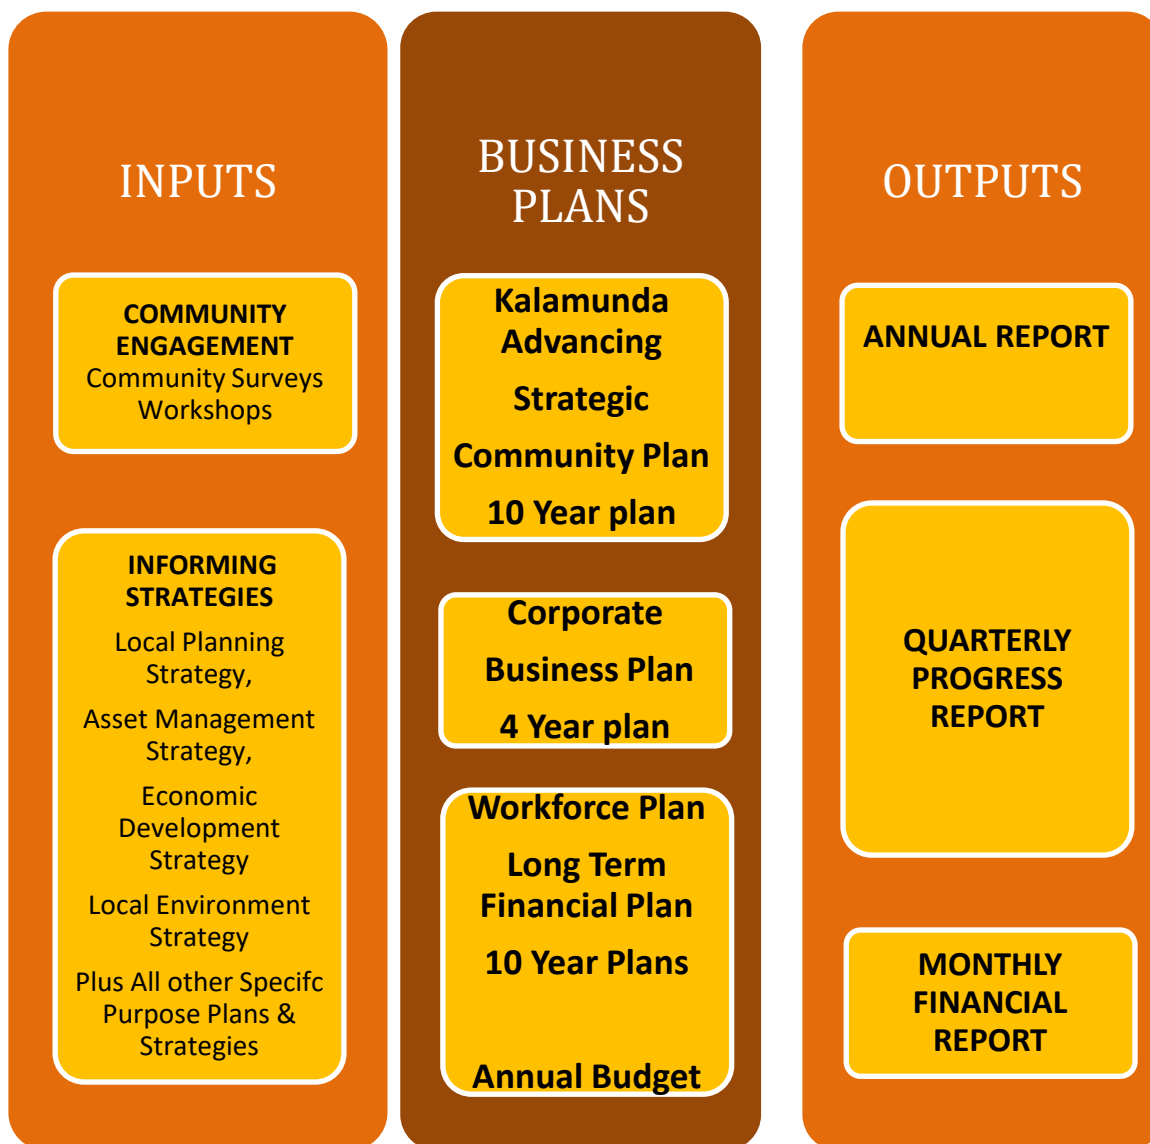 INPUTS
COMMUNITY
ENGAGEMENT
Community Surveys
Workshops
INFORMING
STRATEGIES
Local Planning
Strategy,
Asset Management
Strategy,
Economic
Development
Strategy
Local Environment
Strategy
Plus All other Specifc
Purpose Plans &
Strategies
BUSINESS
PLANS
Kalamunda
Advancing
Strategic
Community Plan
10 Year plan
Corporate
Business Plan
4 Year plan
Workforce Plan
Long Term
Financial Plan
10 Year Plans
Annual Budget
OUTPUTS
ANNUAL REPORT
QUARTERLY
PROGRESS
REPORT
MONTHLY
FINANCIAL
REPORT